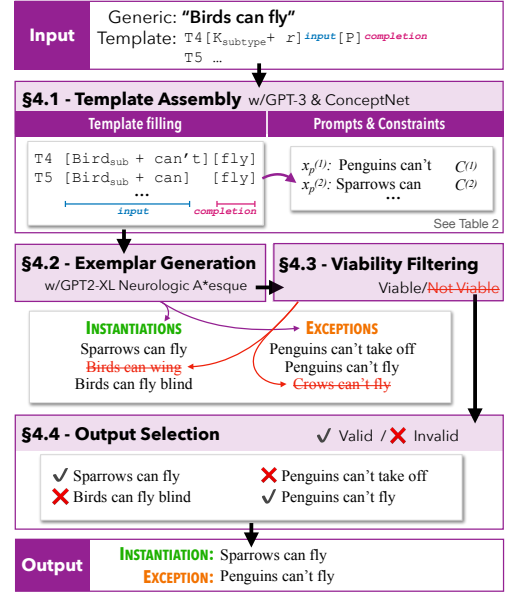 Input
Generic: "Birds can fly"
Template: T4[K_subtype+ r]^input[P]^completion
T5 …
§4.1 - Template Assembly w/GPT-3 & ConceptNet
Template filling
Prompts & Constraints
T4 [Bird_sub + can't][fly]
T5 [Bird_sub + can] [fly]
...
input completion
x_p^(1): Penguins can't C^(1)
x_p^(2): Sparrows can C^(2)
...
See Table 2
§4.2 - Exemplar Generation
w/GPT2-XL Neurologic A*esque
§4.3 - Viability Filtering
Viable/Not Viable
INSTANTIATIONS
Sparrows can fly
Birds can wing
Birds can fly blind
EXCEPTIONS
Penguins can't take off
Penguins can't fly
Crows can't fly
§4.4 - Output Selection
✓ Valid / ✗ Invalid
✓ Sparrows can fly
✗ Birds can fly blind
✗ Penguins can't take off
✓ Penguins can't fly
Output
INSTANTIATION: Sparrows can fly
EXCEPTION: Penguins can't fly